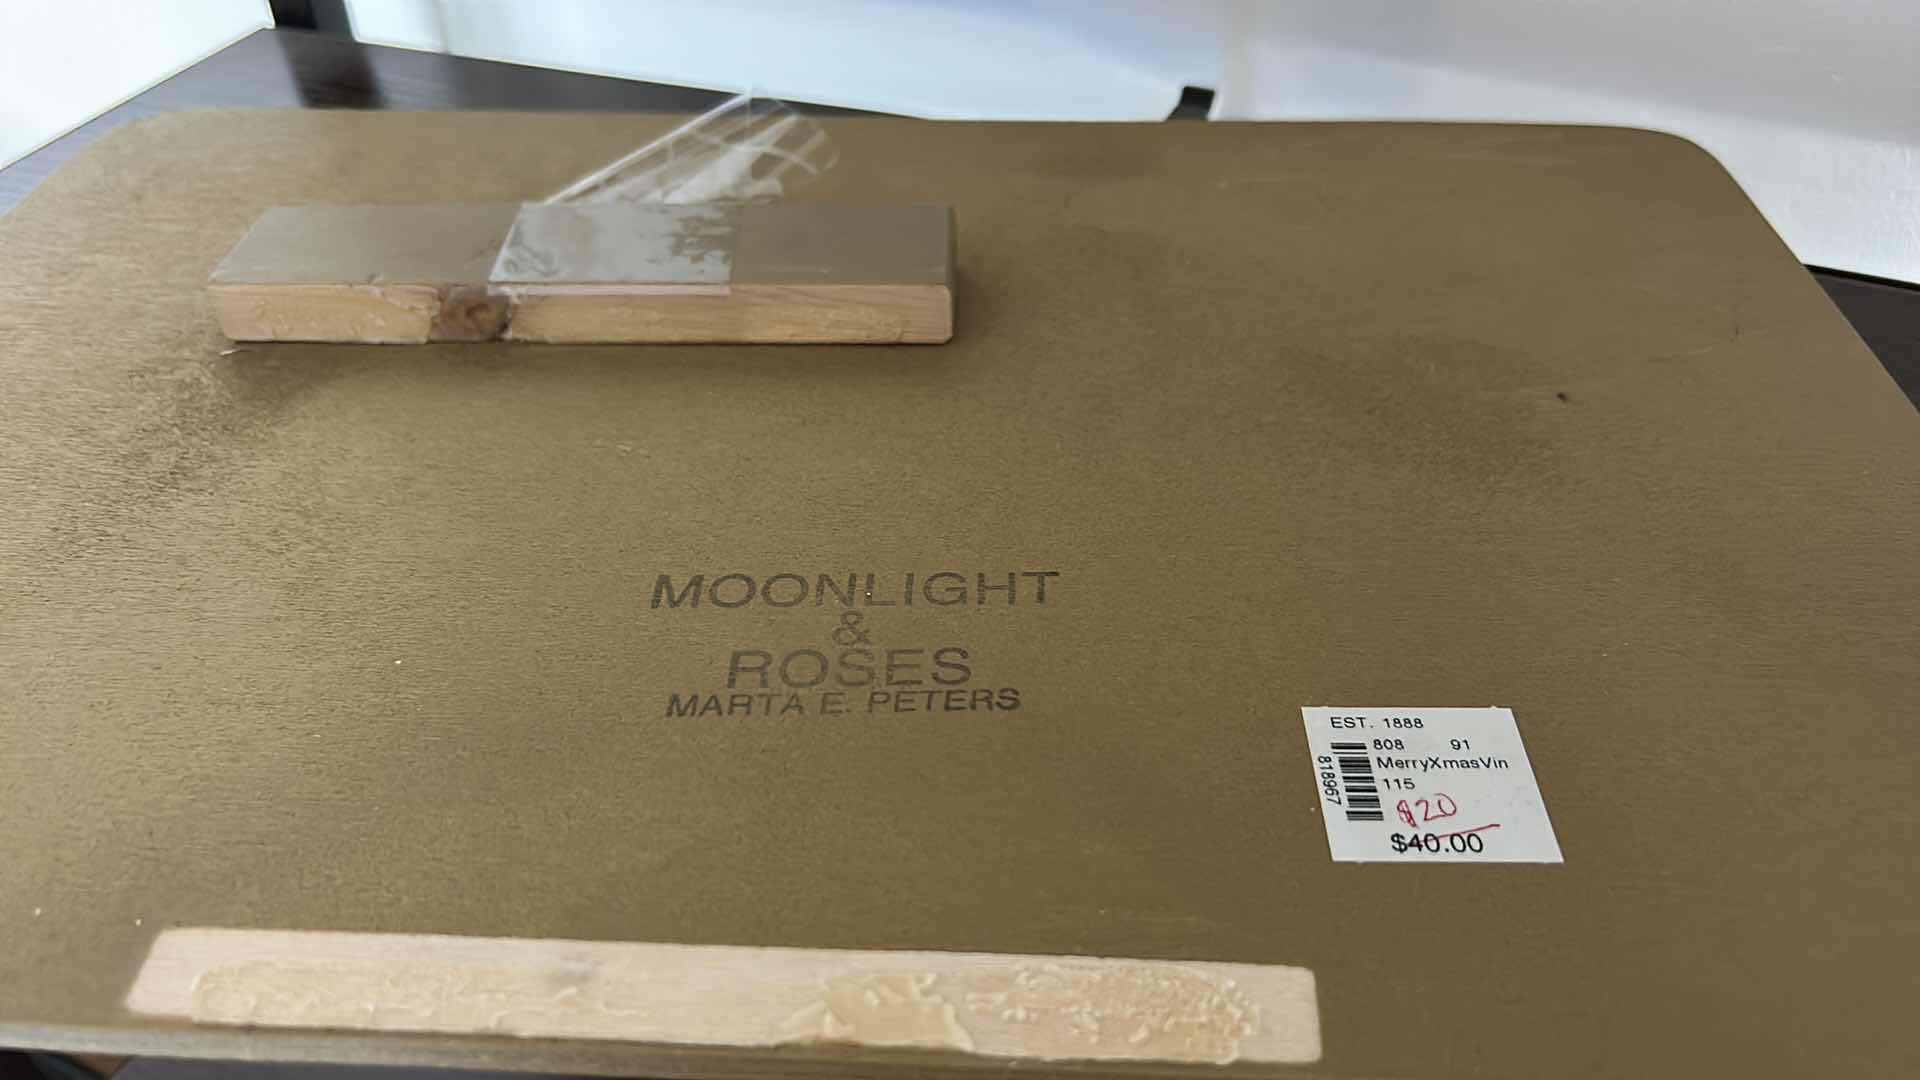 MOONLIGHT
&
ROSES
MARTA E. PETERS
EST. 1888
808 91
MerryXmasVin
115
818967
$20
$40.00